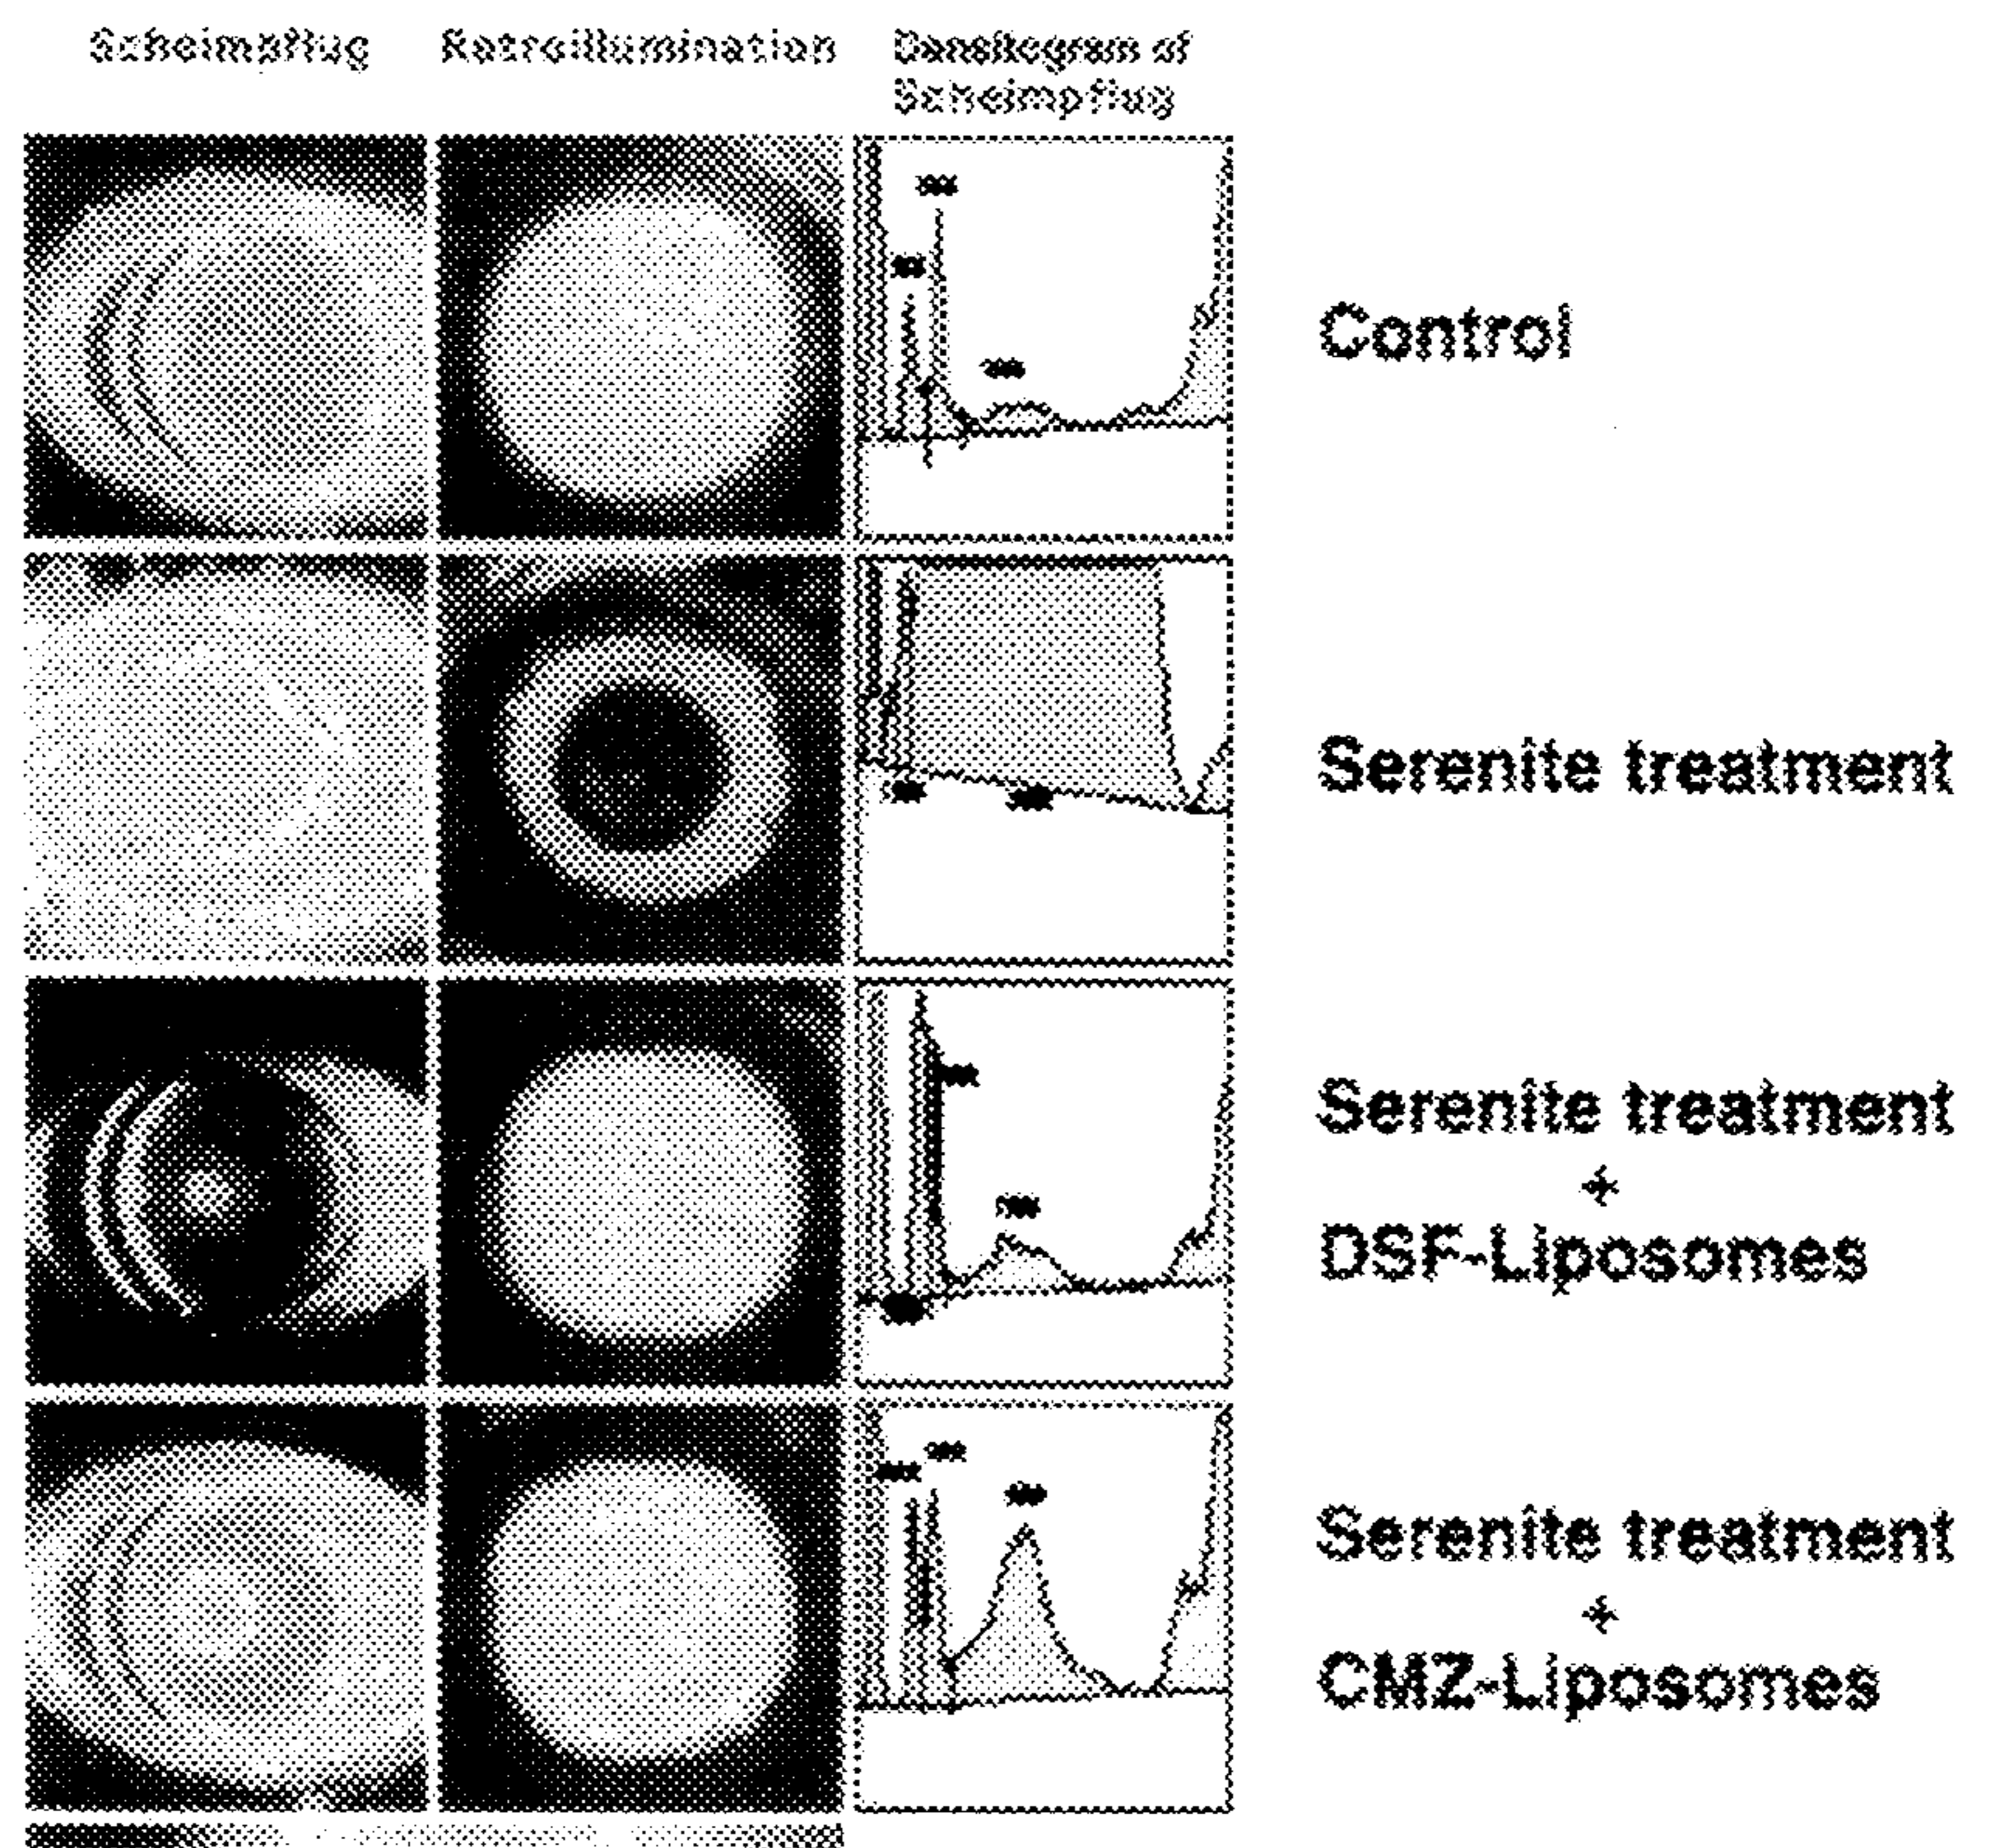 Scheimpflug
Retroillumination
Densitogram of
Scheimpflug
Control
Serenite treatment
Serenite treatment
+
DSF-Liposomes
Serenite treatment
+
CMZ-Liposomes